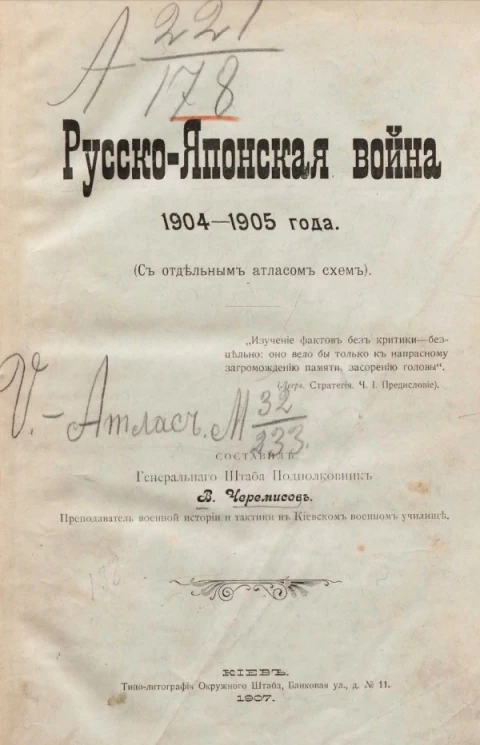 А 221
178
Русско-Японская война
1904—1905 года.
(Съ отдѣльнымъ атласомъ схемъ).
„Изученіе фактовъ безъ критики—без-
цѣльно: оно вело бы только къ напрасному
загроможденію памяти, засоренію головы“.
(Лееръ. Стратегія. Ч. I. Предисловіе).
V.- Атласъ. М 32
233.
СОСТАВИЛЪ
Генеральнаго Штаба Подполковникъ
В. Черемисовъ.
Преподаватель военной исторіи и тактики въ Кіевскомъ военномъ училищѣ.
КІЕВЪ.
Типо-литографія Окружного Штаба, Банковая ул., д. № 11.
1907.